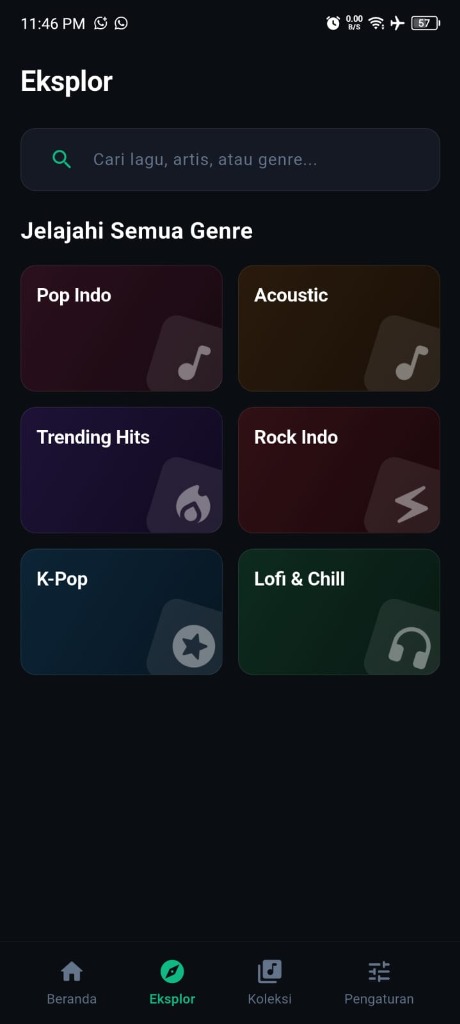 11:46 PM
0.00
B/S
57
Eksplor
Cari lagu, artis, atau genre...
Jelajahi Semua Genre
Pop Indo
Acoustic
Trending Hits
Rock Indo
K-Pop
Lofi & Chill
Beranda
Eksplor
Koleksi
Pengaturan